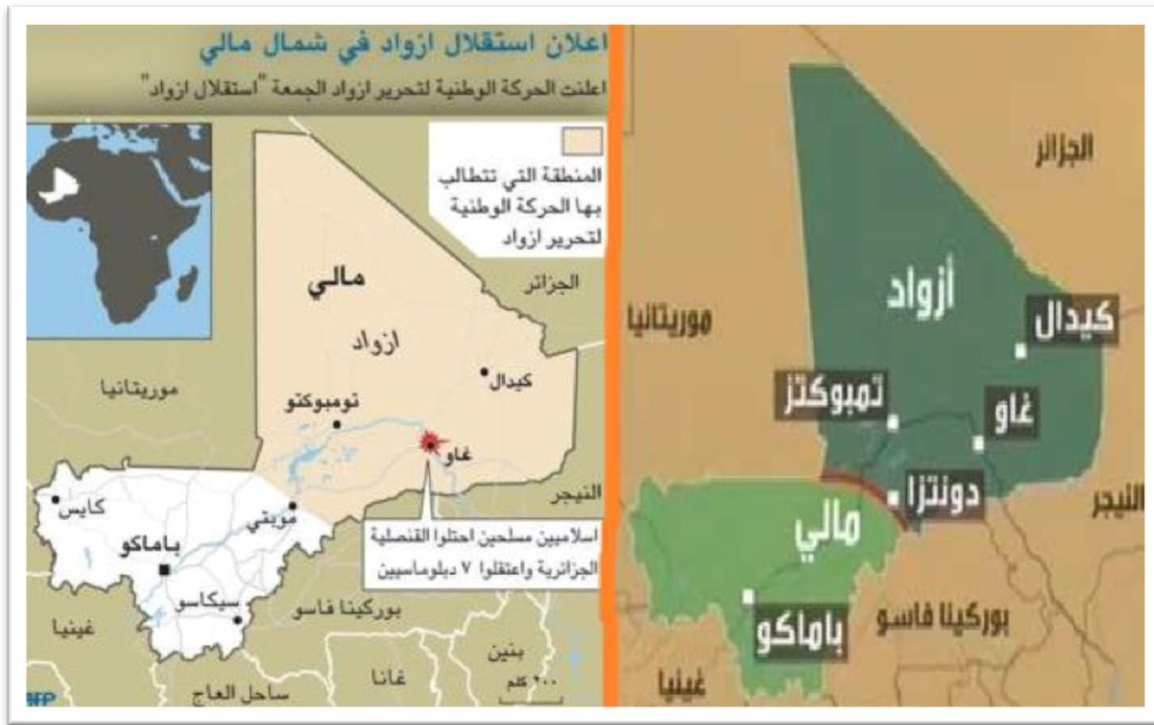 اعلان استقلال ازواد في شمال مالي
اعلنت الحركة الوطنية لتحرير ازواد الجمعة "استقلال ازواد"
المنطقة التي تتطالب
بها الحركة الوطنية
لتحرير ازواد
الجزائر
مالي
ازواد
كيدال
موريتانيا
تومبوكتو
غاو
النيجر
كايس
موبتي
باماكو
اسلاميين مسلحين احتلوا القنصلية
الجزائرية واعتقلوا ٧ دبلوماسيين
سيكاسو
بوركينا فاسو
غينيا
بنين
غانا
ساحل العاج
٢٠٠ كلم
AFP
الجزائر
أزواد
موريتانيا
كيدال
تمبوكتز
غاو
دونتزا
النيجر
مالي
باماكو
بوركينا فاسو
غينيا